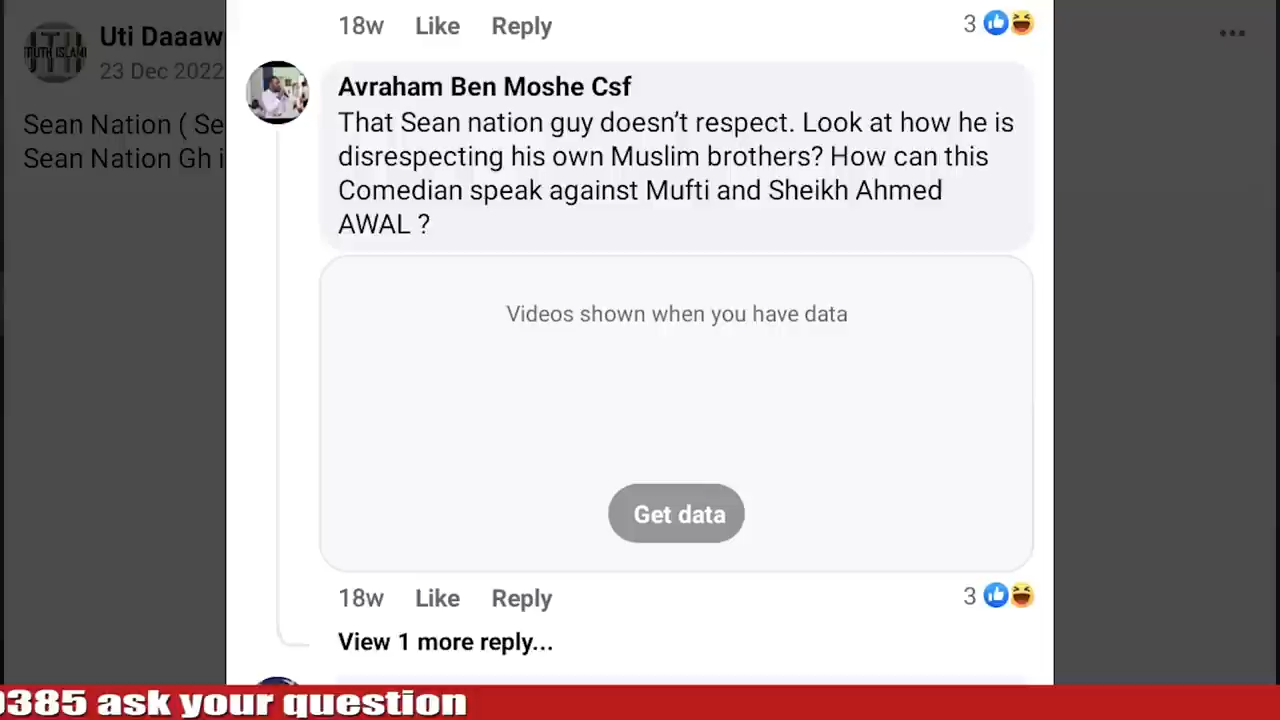 18w Like Reply 3
Uti Daaaw
23 Dec 2022
Sean Nation ( Se
Sean Nation Gh i
Avraham Ben Moshe Csf
That Sean nation guy doesn’t respect. Look at how he is
disrespecting his own Muslim brothers? How can this
Comedian speak against Mufti and Sheikh Ahmed
AWAL ?
Videos shown when you have data
Get data
18w Like Reply 3
View 1 more reply...
0385 ask your question